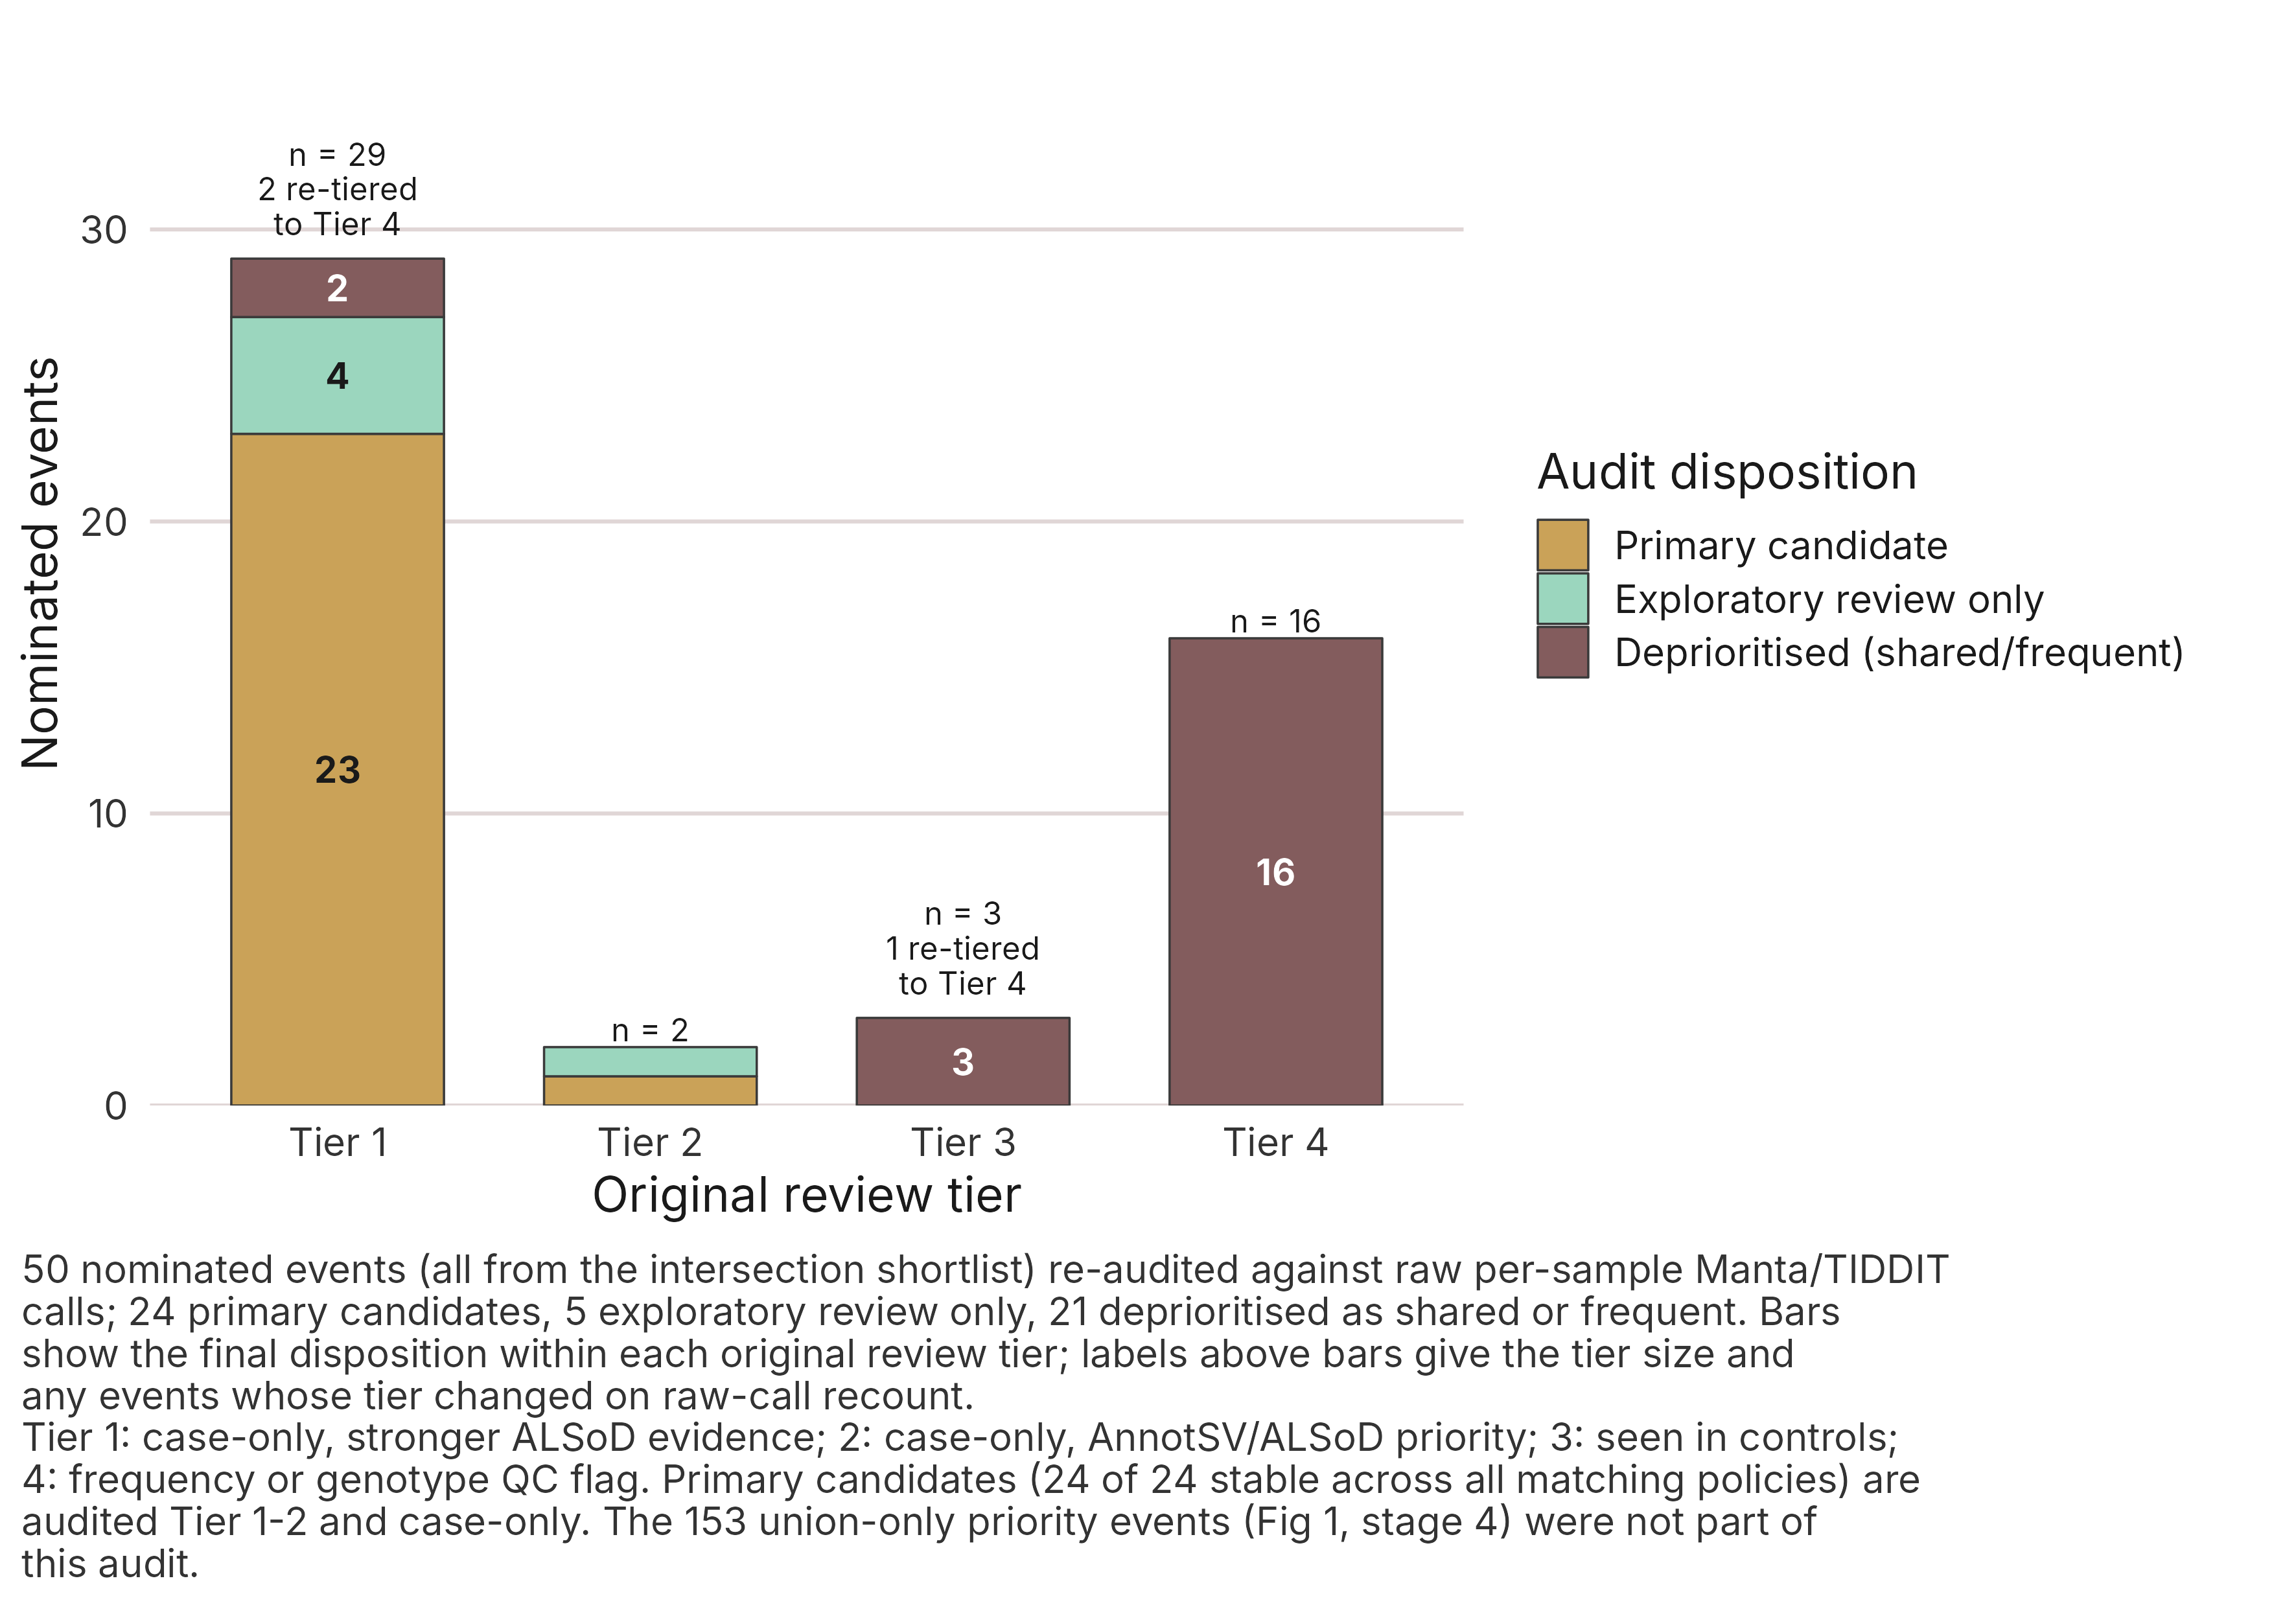 n = 29
2 re-tiered
to Tier 4
30
2
4
Nominated events
20
23
10
0
n = 2
n = 3
1 re-tiered
to Tier 4
3
n = 16
16
Tier 1
Tier 2
Tier 3
Tier 4
Original review tier
Audit disposition
Primary candidate
Exploratory review only
Deprioritised (shared/frequent)
50 nominated events (all from the intersection shortlist) re-audited against raw per-sample Manta/TIDDIT
calls; 24 primary candidates, 5 exploratory review only, 21 deprioritised as shared or frequent. Bars
show the final disposition within each original review tier; labels above bars give the tier size and
any events whose tier changed on raw-call recount.
Tier 1: case-only, stronger ALSoD evidence; 2: case-only, AnnotSV/ALSoD priority; 3: seen in controls;
4: frequency or genotype QC flag. Primary candidates (24 of 24 stable across all matching policies) are
audited Tier 1-2 and case-only. The 153 union-only priority events (Fig 1, stage 4) were not part of
this audit.